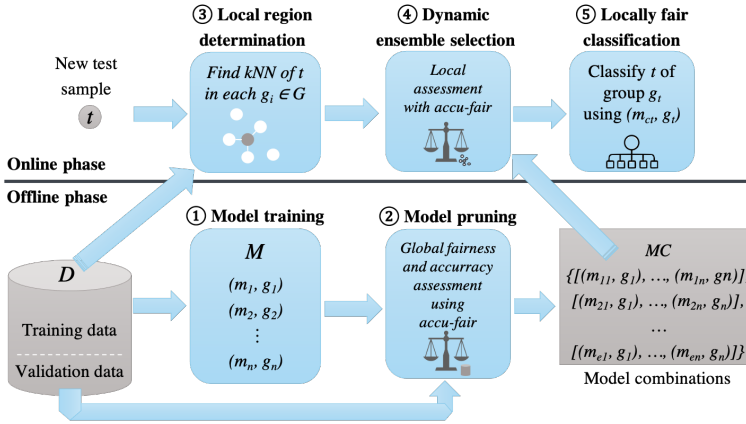 ③ Local region
determination
④ Dynamic
ensemble selection
⑤ Locally fair
classification
New test
sample
t
Find kNN of t
in each gᵢ ∈ G
Local
assessment
with accu-fair
Classify t of
group gₜ
using (m_ct, gₜ)
Online phase
Offline phase
① Model training
② Model pruning
D
Training data
Validation data
M
(m₁, g₁)
(m₂, g₂)
⋮
(mₙ, gₙ)
Global fairness
and accurracy
assessment
using
accu-fair
MC
{[(m₁₁, g₁), …, (m₁ₙ, gn)],
[(m₂₁, g₁), …, (m₂ₙ, gₙ)],
…
[(mₑ₁, g₁), …, (mₑₙ, gₙ)]}
Model combinations